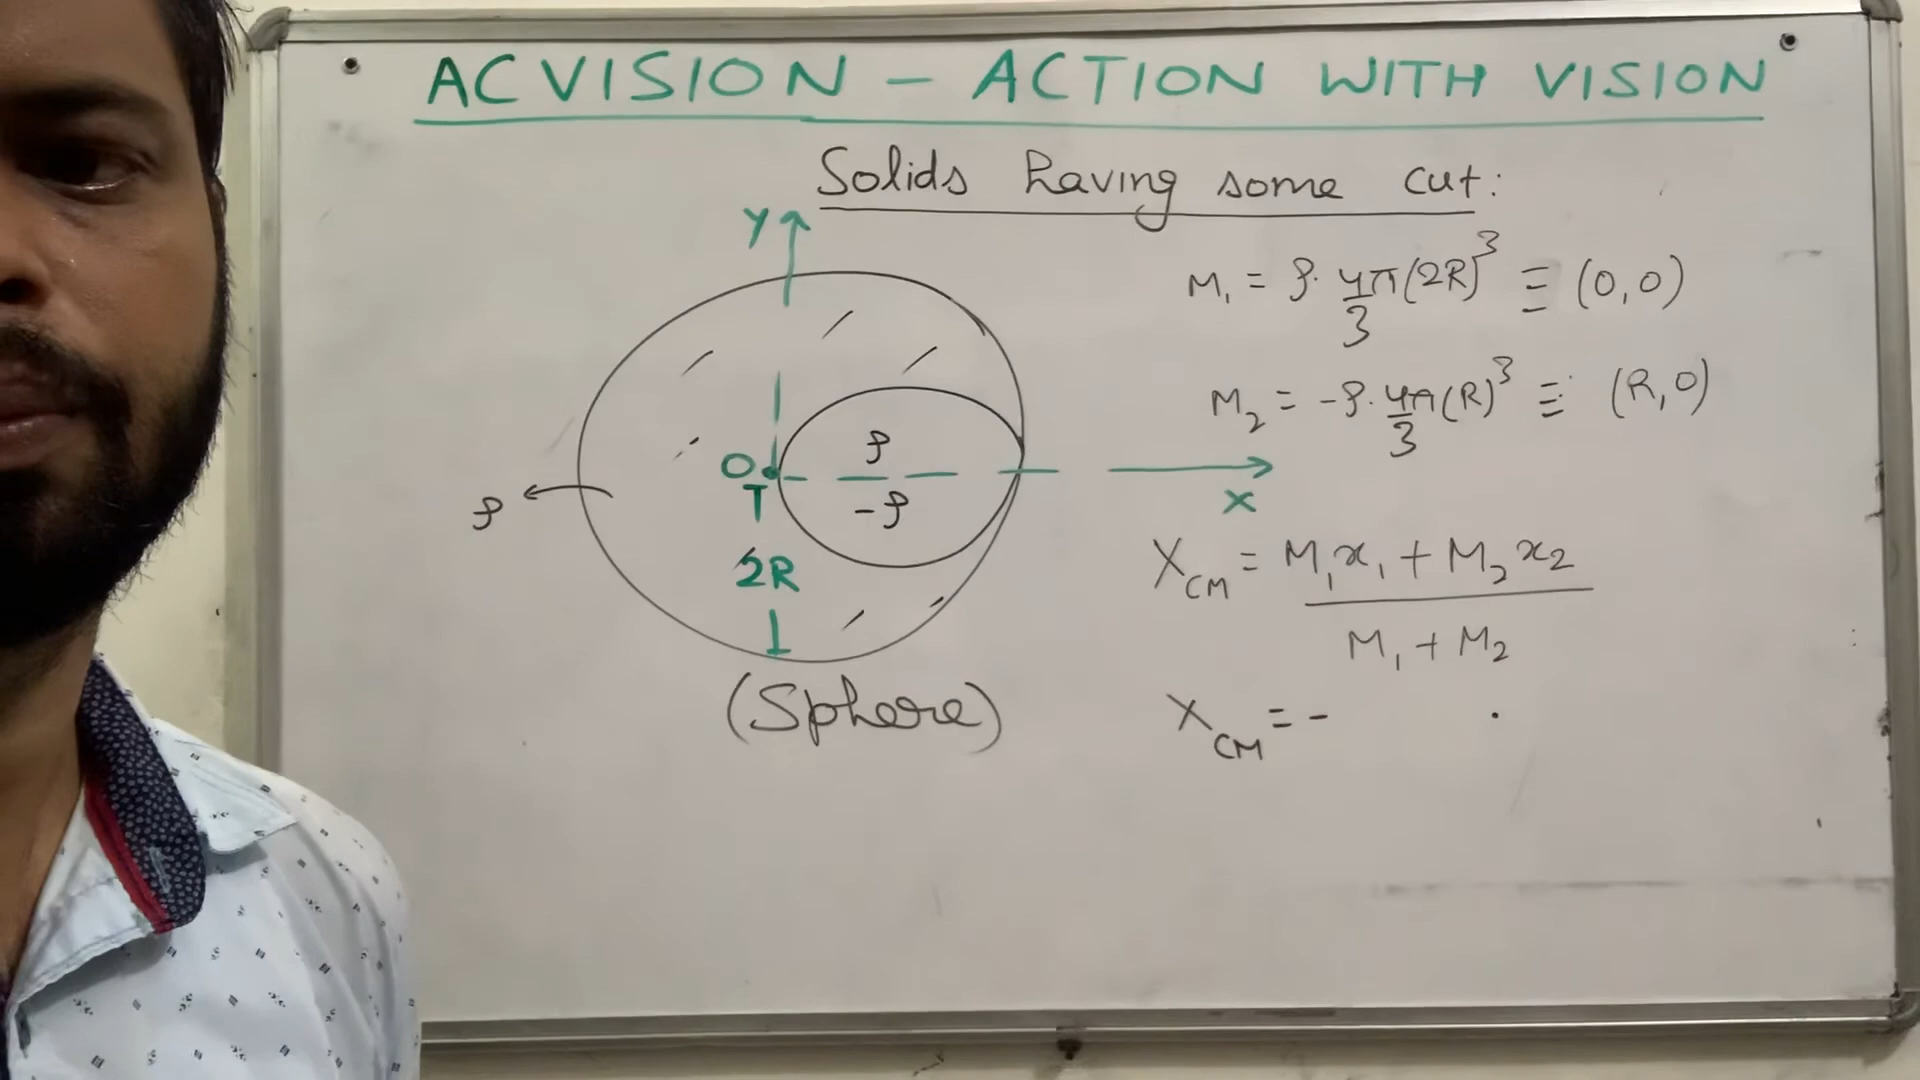 ACVISION - ACTION WITH VISION
Solids having some cut:
Y
M₁ = ρ. 4π/3 (2R)³ ≡ (0,0)
M₂ = -ρ. 4π/3 (R)³ ≡ (R,0)
ρ
O
-ρ
ρ
X
2R
X_CM = M₁x₁ + M₂x₂ / M₁ + M₂
(Sphere)
X_CM = -